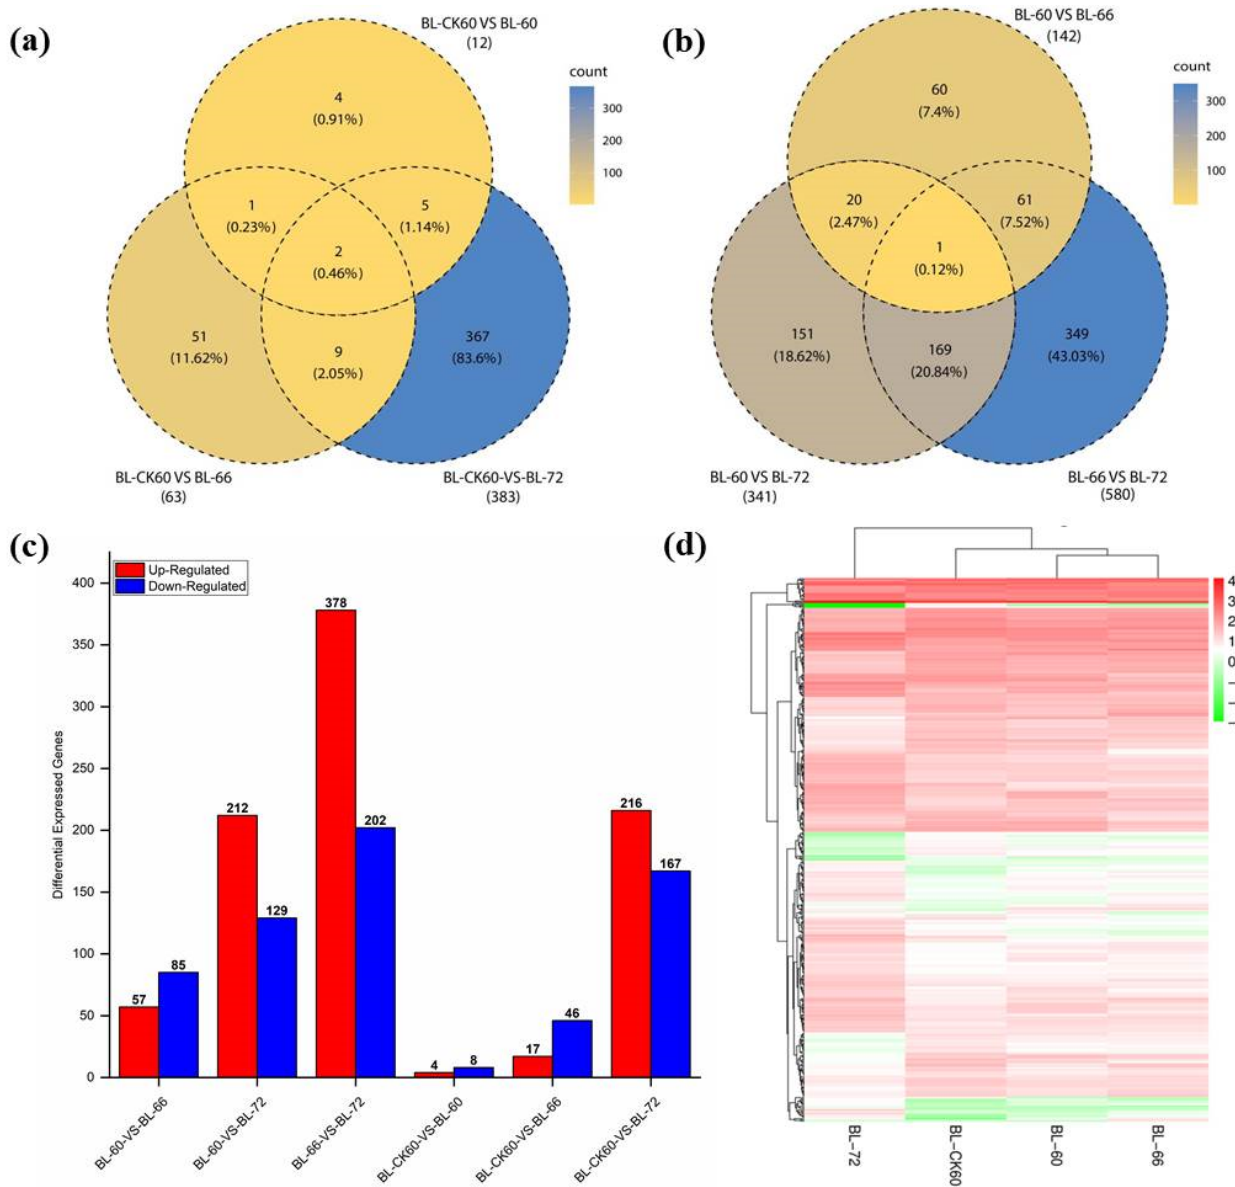 (a)
BL-CK60 VS BL-60
(12)
count
300
200
100
4
(0.91%)
1
(0.23%)
5
(1.14%)
2
(0.46%)
51
(11.62%)
9
(2.05%)
367
(83.6%)
BL-CK60 VS BL-66
(63)
BL-CK60-VS-BL-72
(383)
(b)
BL-60 VS BL-66
(142)
count
300
200
100
60
(7.4%)
20
(2.47%)
61
(7.52%)
1
(0.12%)
151
(18.62%)
169
(20.84%)
349
(43.03%)
BL-60 VS BL-72
(341)
BL-66 VS BL-72
(580)
(c)
Up-Regulated
Down-Regulated
Differential Expressed Genes
400
350
300
250
200
150
100
50
0
57
85
212
129
378
202
4
8
17
46
216
167
BL-60-VS-BL-66
BL-60-VS-BL-72
BL-66-VS-BL-72
BL-CK60-VS-BL-60
BL-CK60-VS-BL-66
BL-CK60-VS-BL-72
(d)
4
3
2
1
0
BL-72
BL-CK60
BL-60
BL-66